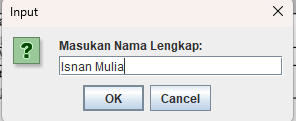 Input
Masukan Nama Lengkap:
Isnan Mulia
OK Cancel